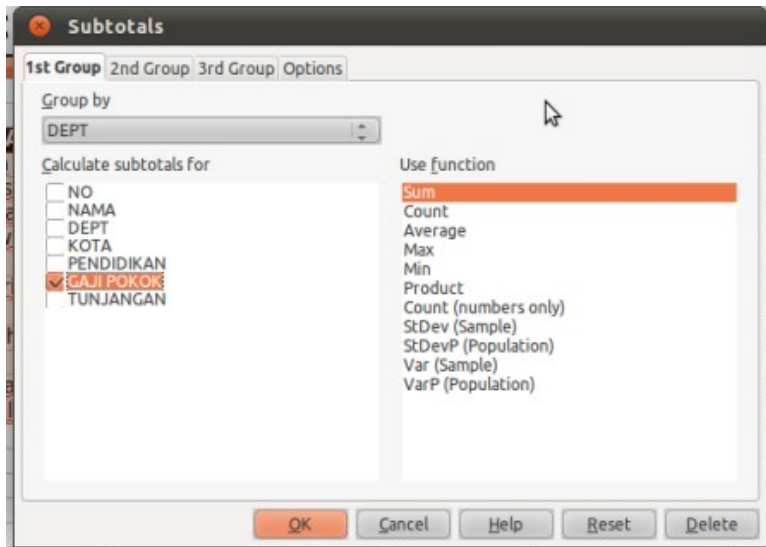 Subtotals
1st Group 2nd Group 3rd Group Options
Group by
DEPT
Calculate subtotals for
NO
NAMA
DEPT
KOTA
PENDIDIKAN
GAJI POKOK
TUNJANGAN
Use function
Sum
Count
Average
Max
Min
Product
Count (numbers only)
StDev (Sample)
StDevP (Population)
Var (Sample)
VarP (Population)
OK Cancel Help Reset Delete